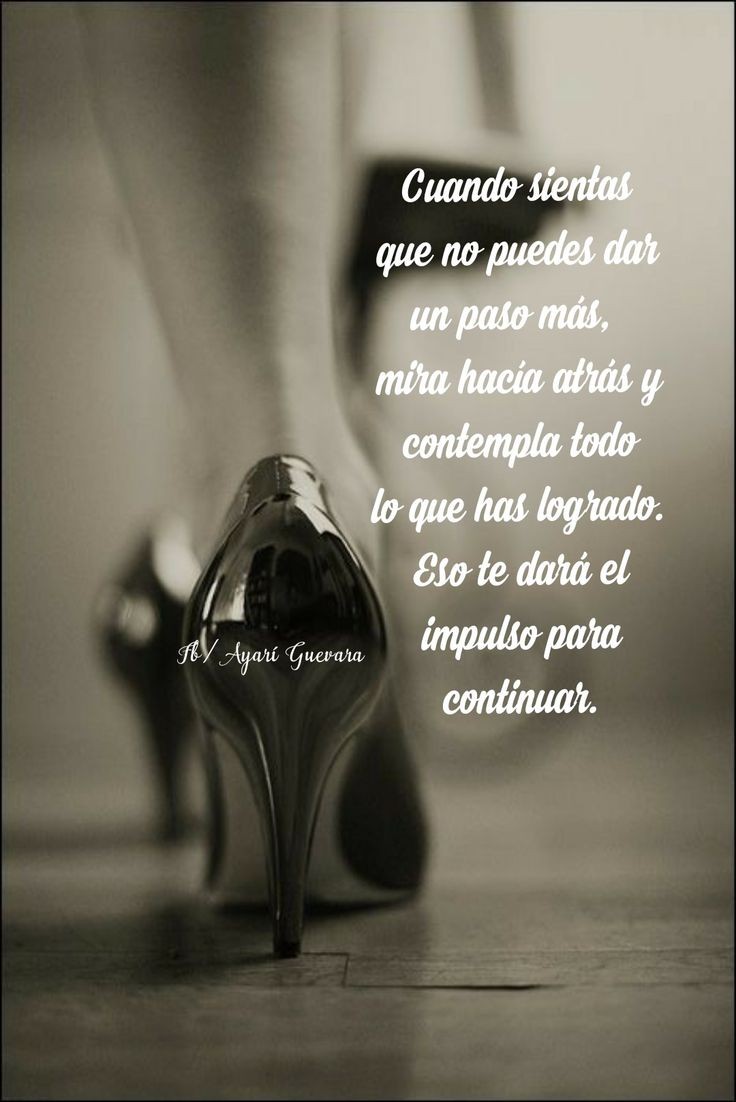 Cuando sientas
que no puedes dar
un paso más,
mira hacía atrás y
contempla todo
lo que has logrado.
Eso te dará el
impulso para
continuar.
fb/ Ayarí Guevara